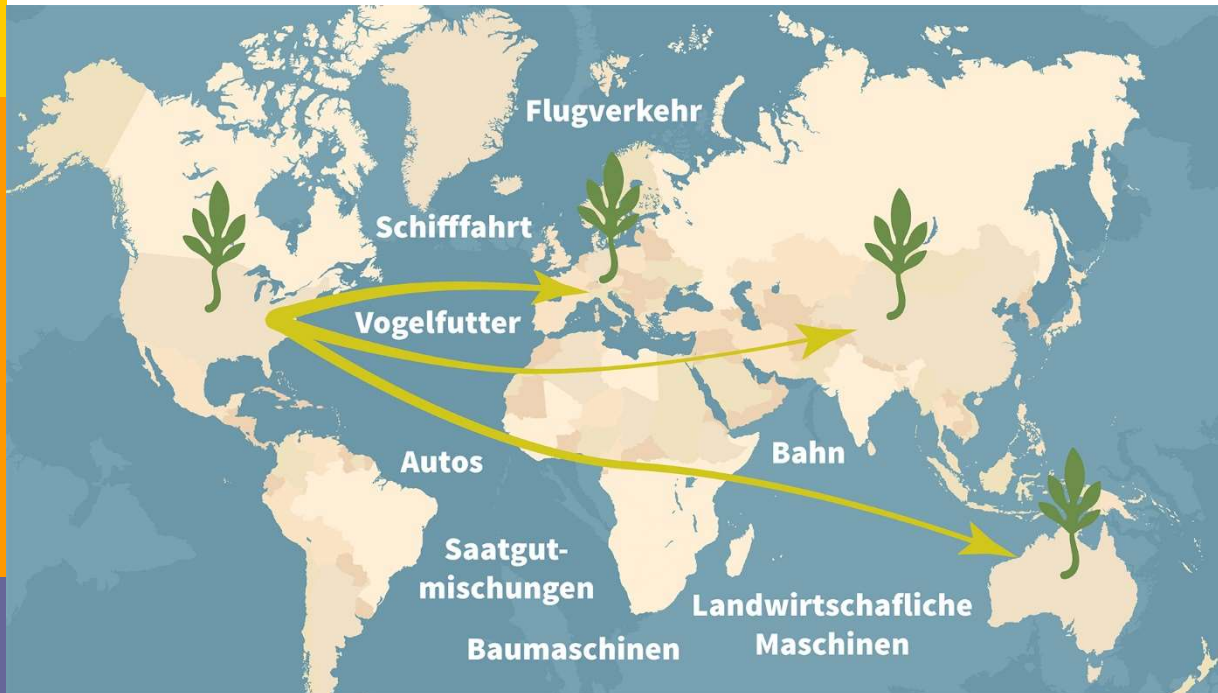 Flugverkehr
Schifffahrt
Vogelfutter
Autos
Bahn
Saatgut-
mischungen
Landwirtschafliche
Maschinen
Baumaschinen